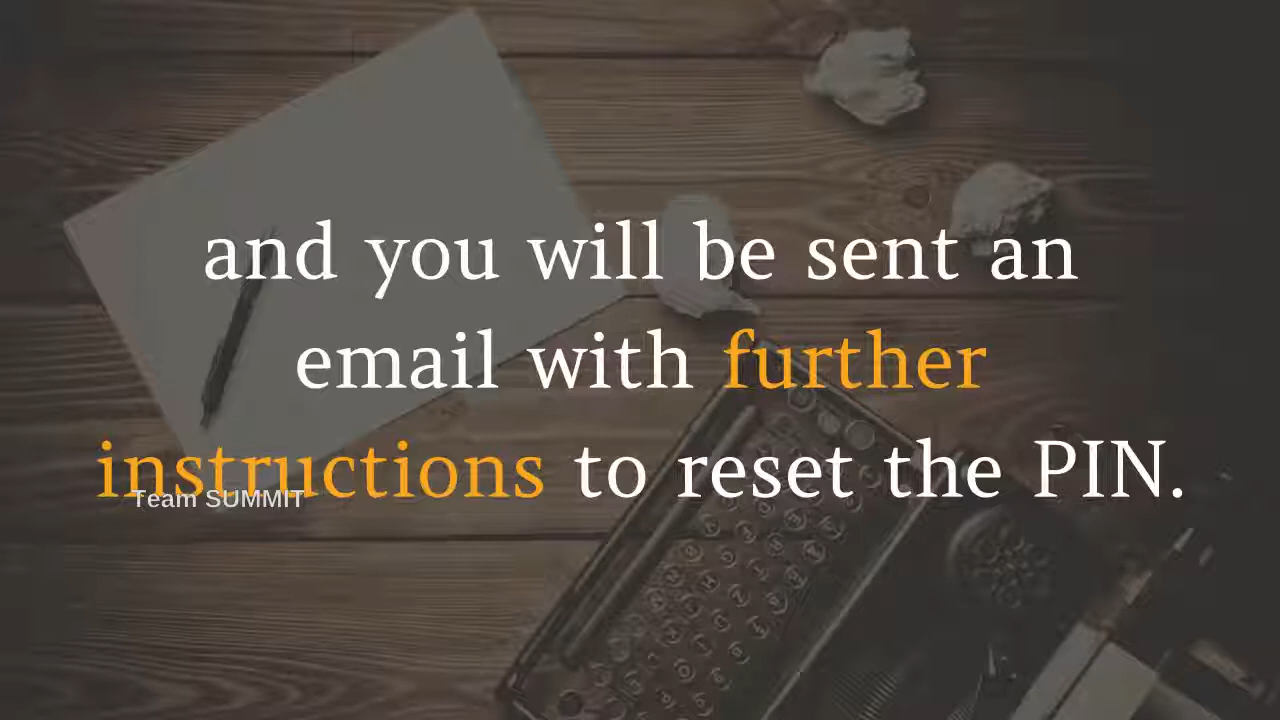 and you will be sent an
email with further
instructions to reset the PIN.
Team SUMMIT